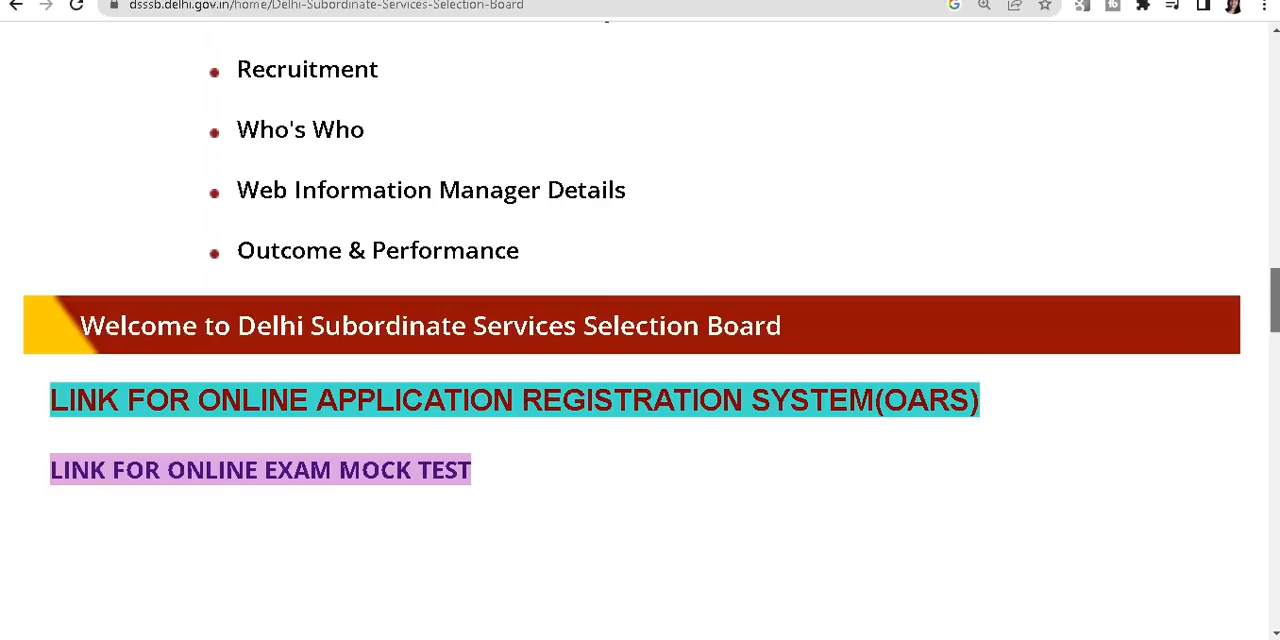 dsssb.delhi.gov.in/home/Delhi-Subordinate-Services-Selection-Board
Recruitment
Who's Who
Web Information Manager Details
Outcome & Performance
Welcome to Delhi Subordinate Services Selection Board
LINK FOR ONLINE APPLICATION REGISTRATION SYSTEM(OARS)
LINK FOR ONLINE EXAM MOCK TEST